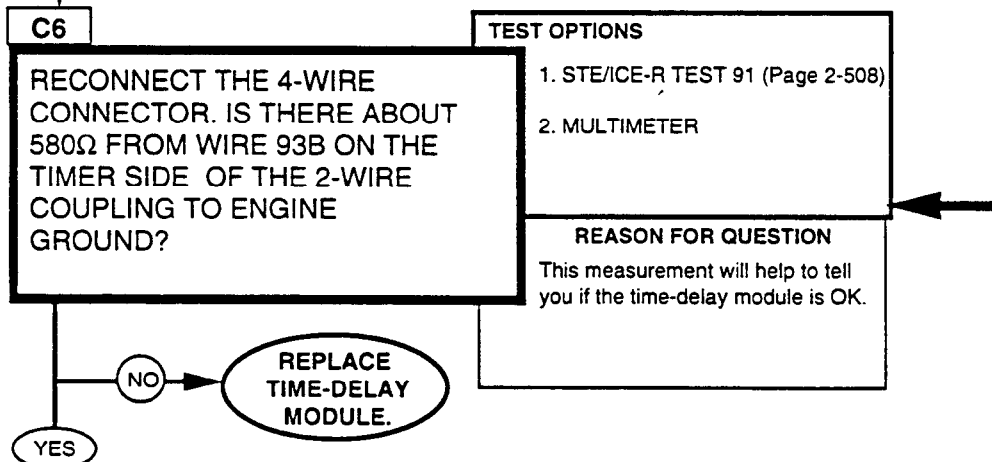 C6
RECONNECT THE 4-WIRE
CONNECTOR. IS THERE ABOUT
580Ω FROM WIRE 93B ON THE
TIMER SIDE OF THE 2-WIRE
COUPLING TO ENGINE
GROUND?
TEST OPTIONS
1. STE/ICE-R TEST 91 (Page 2-508)
2. MULTIMETER
REASON FOR QUESTION
This measurement will help to tell
you if the time-delay module is OK.
NO
REPLACE
TIME-DELAY
MODULE.
YES